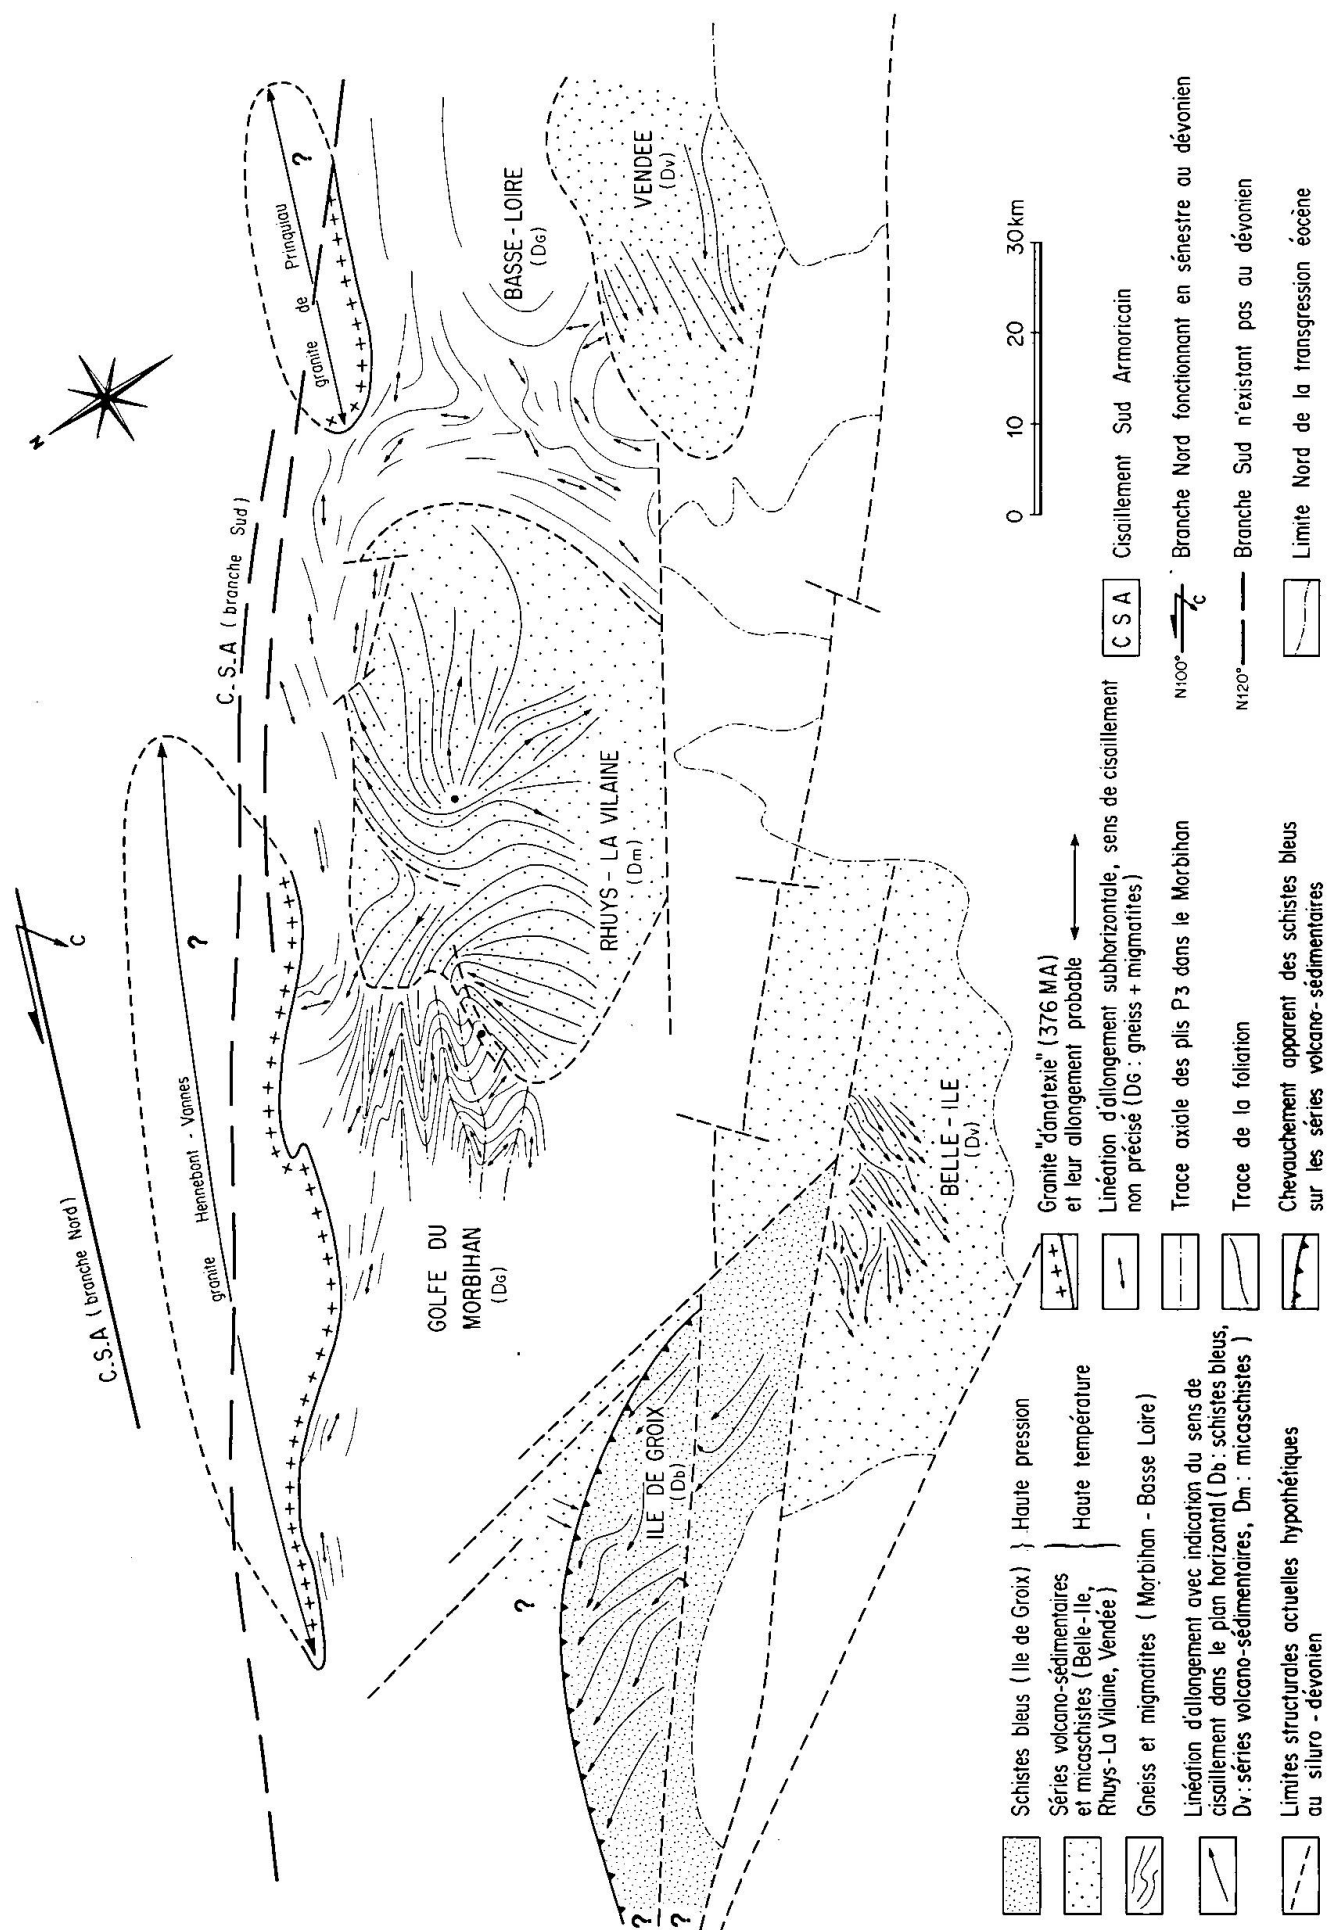 N
C.S.A ( branche Nord)
C
C.S.A ( branche Sud )
granite Hennebont - Vannes
?
granite de Prinquiau
?
GOLFE DU
MORBIHAN
(DG)
RHUYS - LA VILAINE
(Dm)
BASSE - LOIRE
(DG)
VENDEE
(Dv)
ILE DE GROIX
(Db)
BELLE - ILE
(Dv)
?
?
?
0 10 20 30 km
Schistes bleus ( Ile de Groix) } Haute pression
Séries volcano-sédimentaires
et micaschistes ( Belle-Ile,
Rhuys-La Vilaine, Vendée )
} Haute température
Gneiss et migmatites ( Morbihan - Basse Loire)
Linéation d'allongement avec indication du sens de
cisaillement dans le plan horizontal ( Db : schistes bleus,
Dv : séries volcano-sédimentaires, Dm : micaschistes )
Limites structurales actuelles hypothétiques
au siluro - dévonien
Granite "d'anatexie" ( 376 MA)
et leur allongement probable
Linéation d'allongement subhorizontale, sens de cisaillement
non précisé ( DG : gneiss + migmatites)
Trace axiale des plis P3 dans le Morbihan
Trace de la foliation
Chevauchement apparent des schistes bleus
sur les séries volcano-sédimentaires
C S A Cisaillement Sud Armoricain
N100° C Branche Nord fonctionnant en sénestre au dévonien
N120° Branche Sud n'existant pas au dévonien
Limite Nord de la transgression éocène